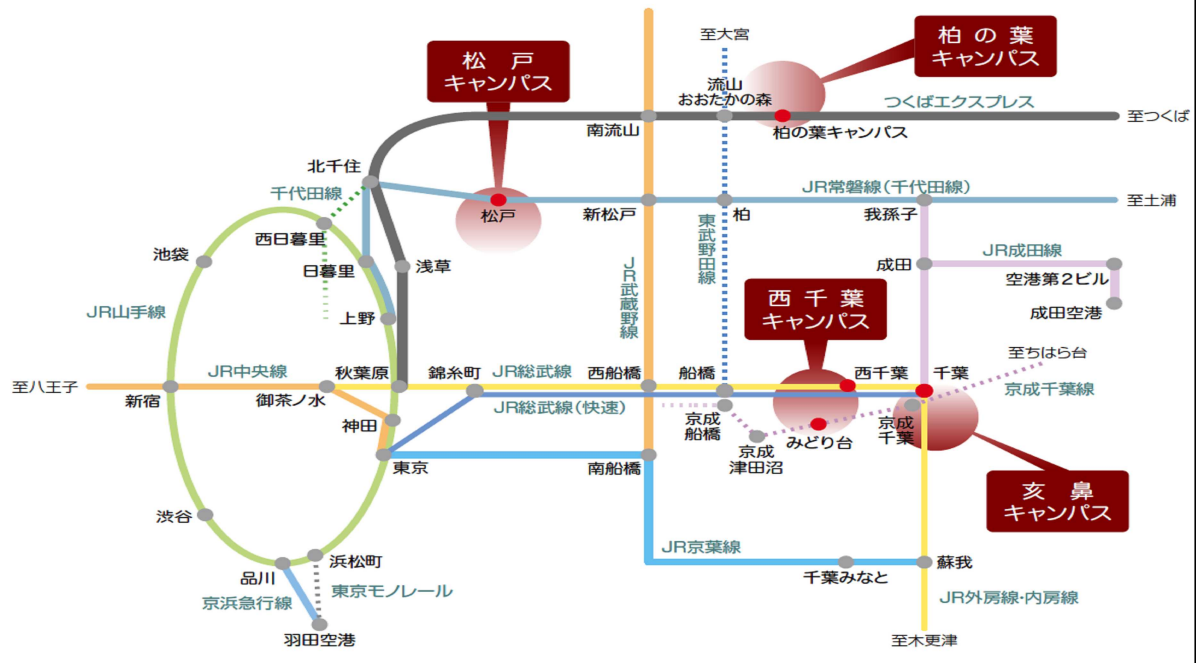 至大宮
柏の葉
キャンパス
松戸
キャンパス
流山
おおたかの森
つくばエクスプレス
南流山
柏の葉キャンパス
至つくば
北千住
千代田線
松戸
新松戸
柏
JR常磐線(千代田線)
我孫子
至土浦
西日暮里
池袋
日暮里
浅草
東武野田線
JR武蔵野線
成田
JR成田線
空港第2ビル
成田空港
JR山手線
上野
西千葉
キャンパス
至ちはら台
京成千葉線
至八王子
新宿
JR中央線
御茶ノ水
秋葉原
錦糸町
JR総武線
西船橋
船橋
西千葉
千葉
JR総武線(快速)
神田
京成
船橋
京成
津田沼
みどり台
京成
千葉
東京
南船橋
亥鼻
キャンパス
渋谷
JR京葉線
千葉みなと
蘇我
品川
浜松町
京浜急行線
東京モノレール
羽田空港
JR外房線・内房線
至木更津